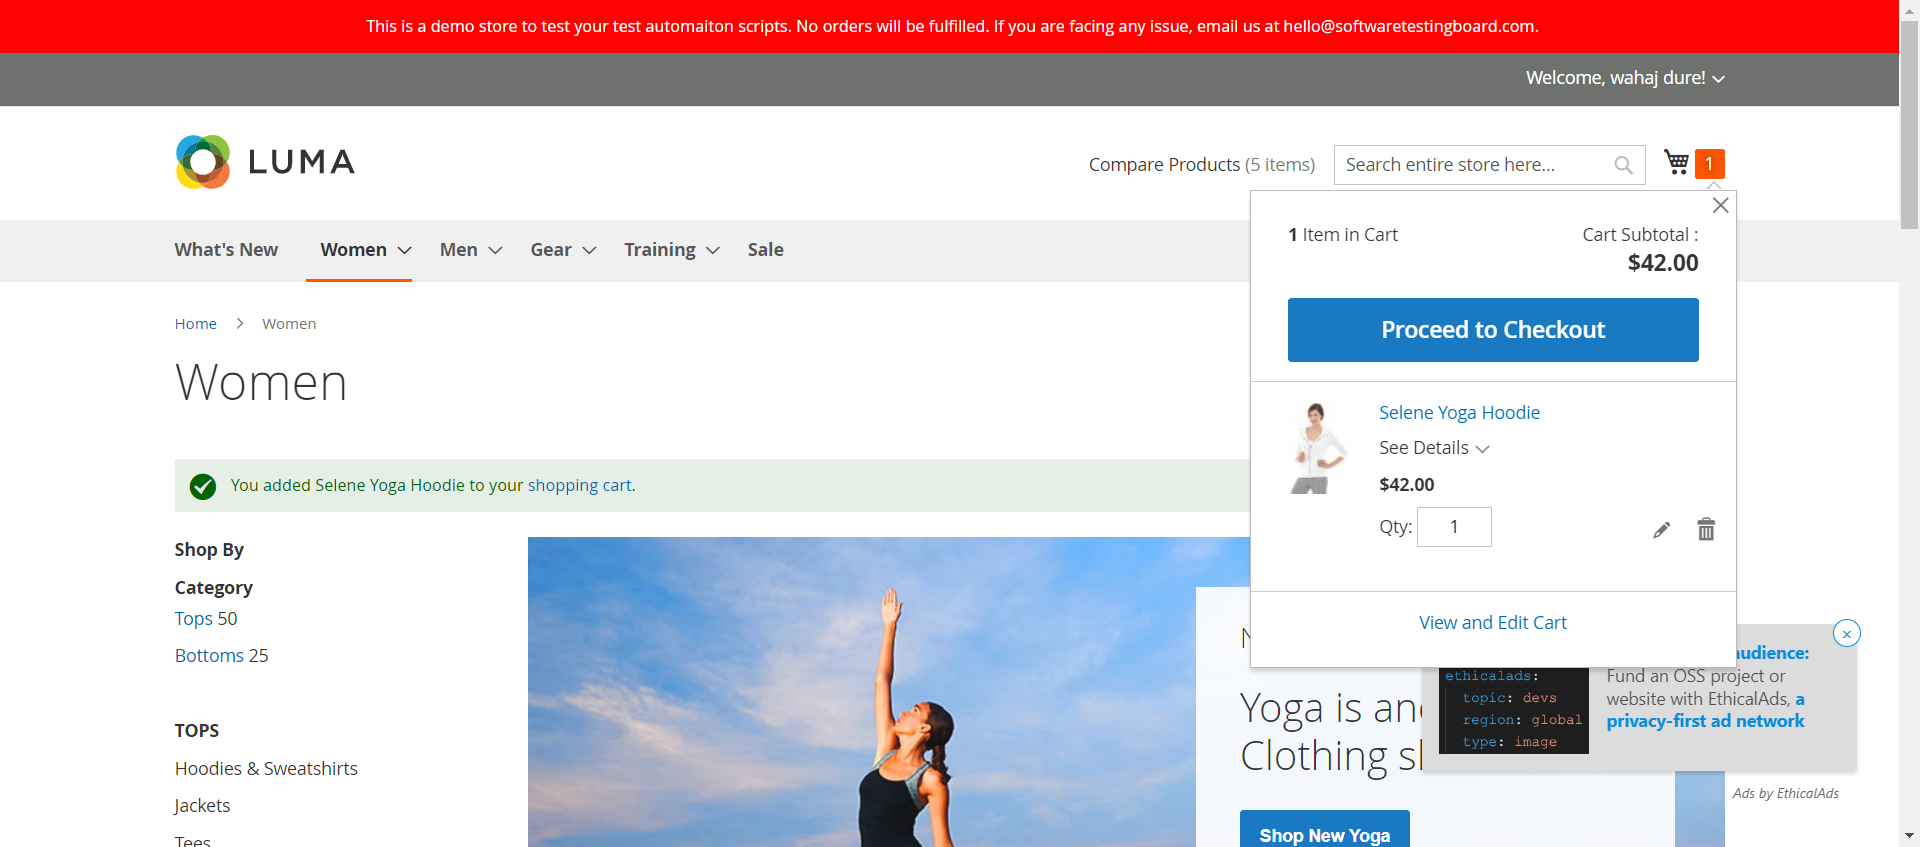 This is a demo store to test your test automaiton scripts. No orders will be fulfilled. If you are facing any issue, email us at hello@softwaretestingboard.com.
Welcome, wahaj dure!
LUMA
Compare Products (5 items)
Search entire store here...
1
What's New
Women
Men
Gear
Training
Sale
1 Item in Cart
Cart Subtotal :
$42.00
Proceed to Checkout
Selene Yoga Hoodie
See Details
$42.00
Qty: 1
View and Edit Cart
Home > Women
Women
You added Selene Yoga Hoodie to your shopping cart.
Shop By
Category
Tops 50
Bottoms 25
TOPS
Hoodies & Sweatshirts
Jackets
Tees
Yoga is
Clothing
Shop New Yoga
ethicalads:
topic: devs
region: global
type: image
Fund an OSS project or
website with EthicalAds, a
privacy-first ad network
Ads by EthicalAds